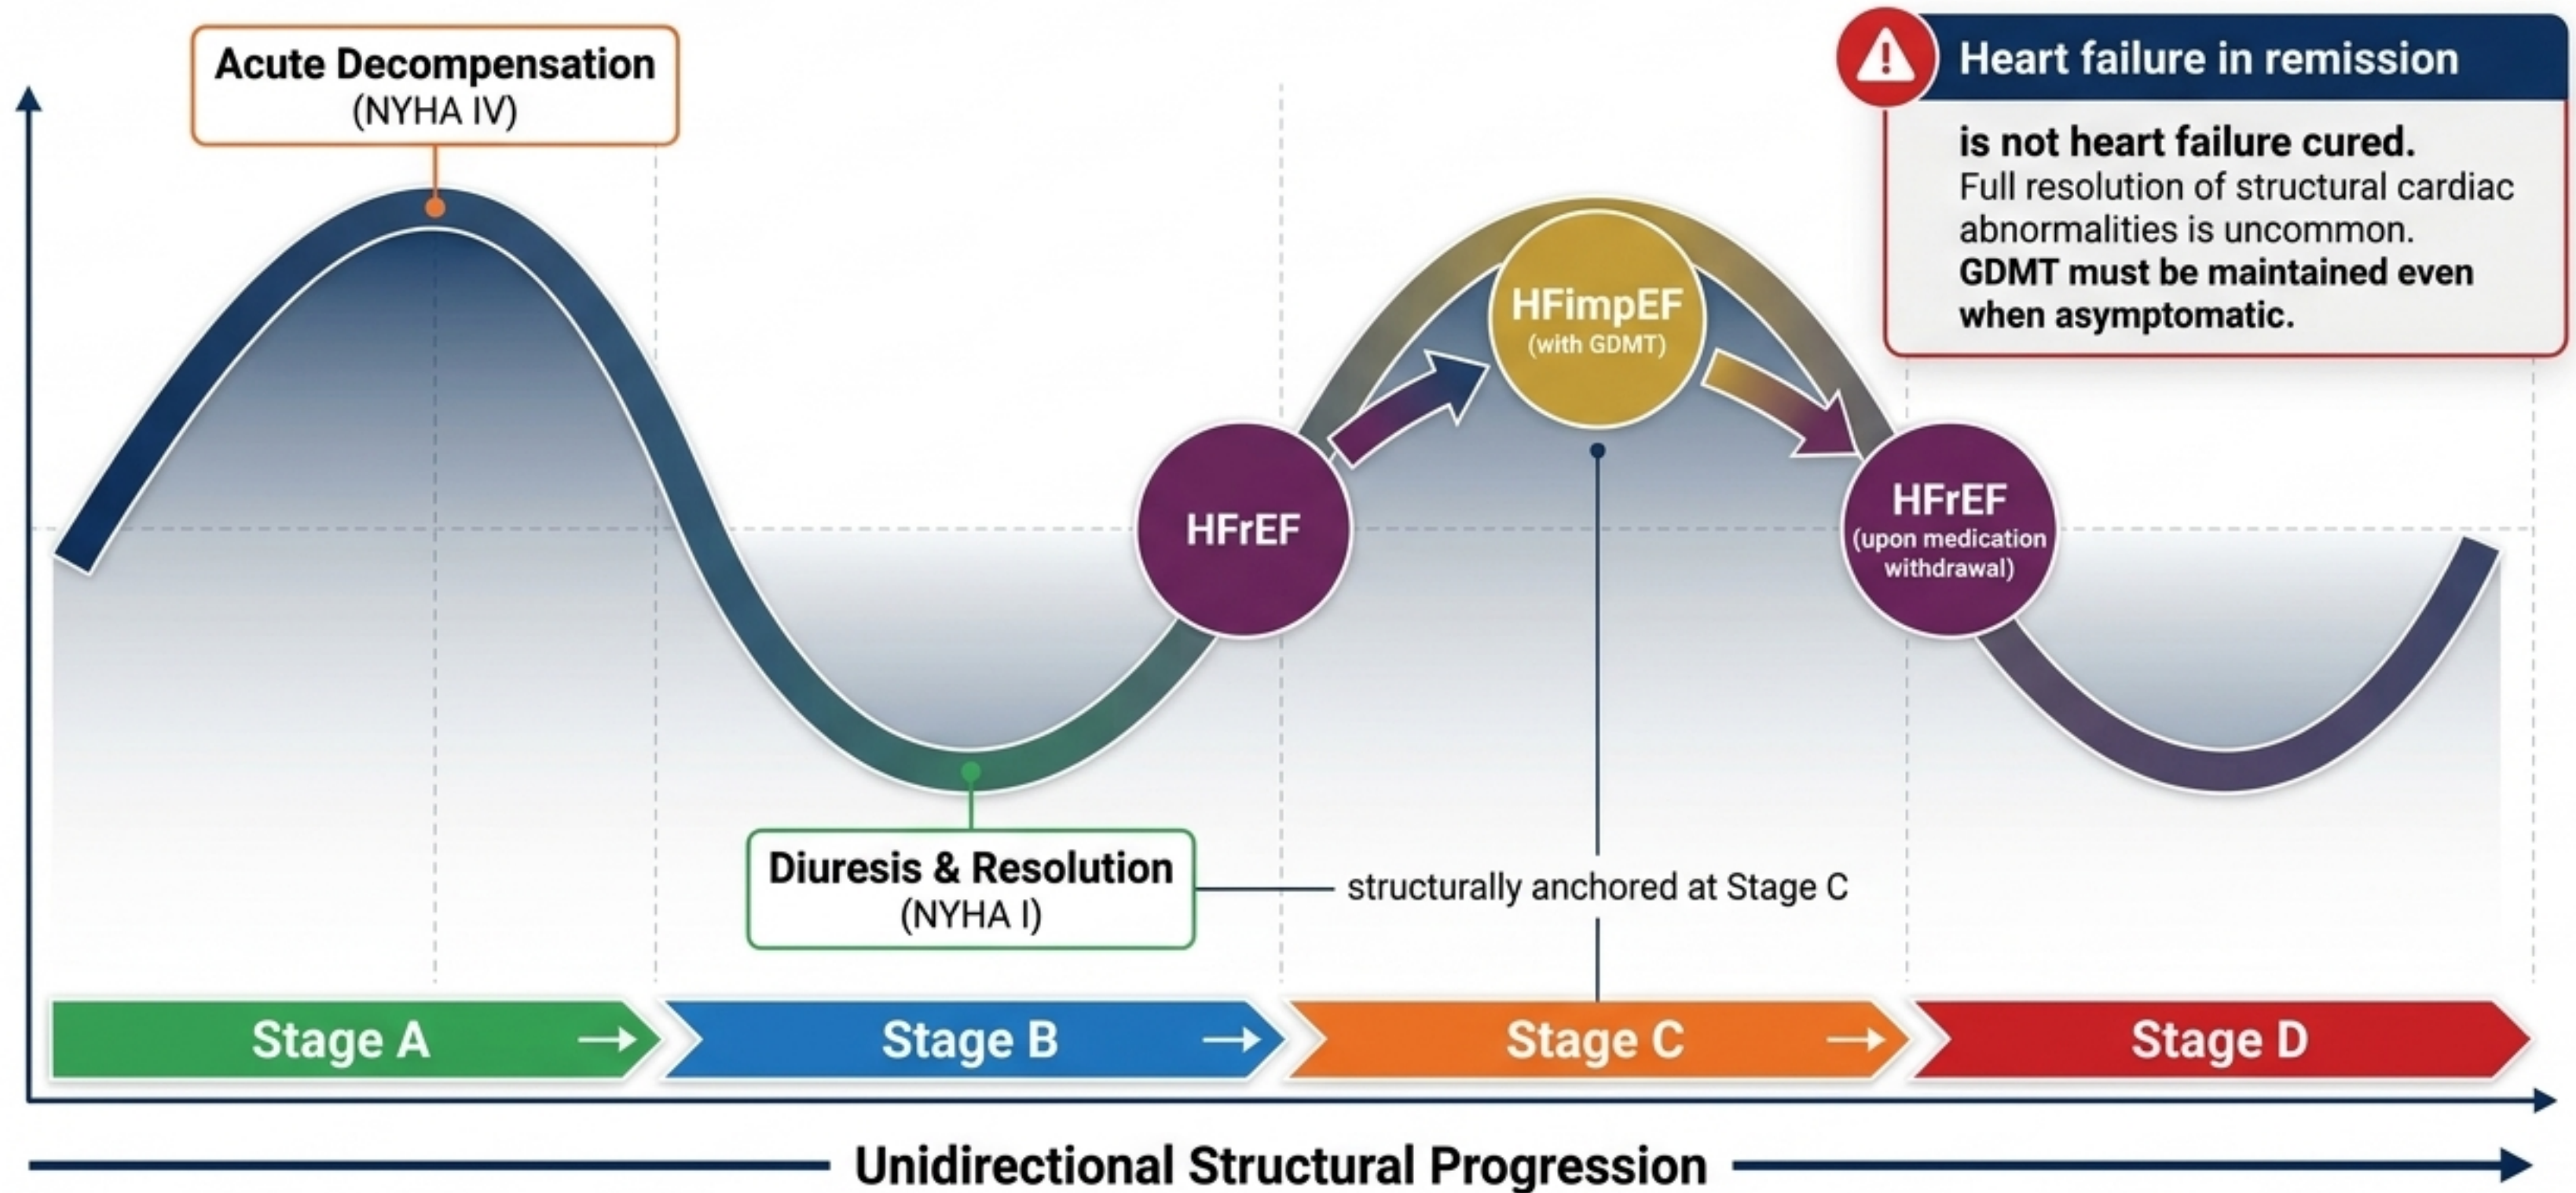 Acute Decompensation
(NYHA IV)
Heart failure in remission
is not heart failure cured.
Full resolution of structural cardiac
abnormalities is uncommon.
GDMT must be maintained even
when asymptomatic.
HFimpEF
(with GDMT)
HFrEF
HFrEF
(upon medication
withdrawal)
Diuresis & Resolution
(NYHA I)
structurally anchored at Stage C
Stage A
Stage B
Stage C
Stage D
Unidirectional Structural Progression